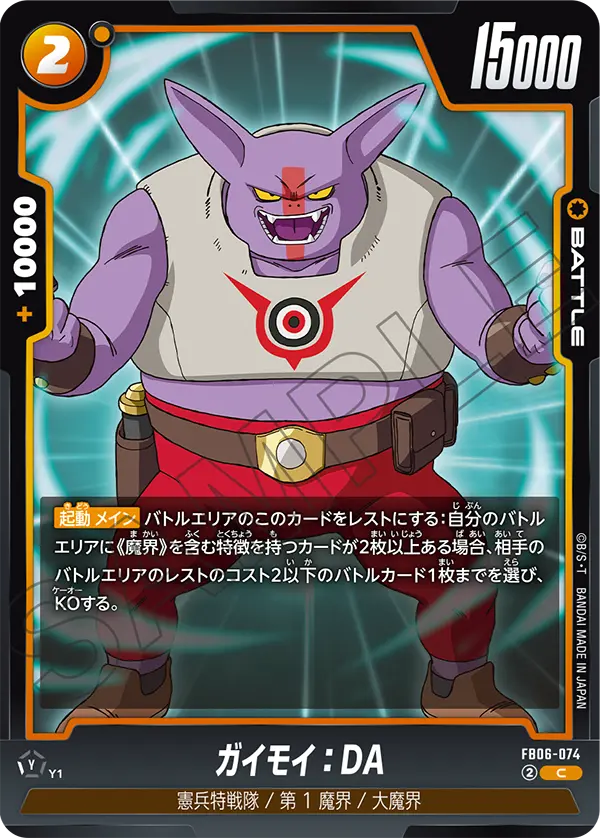 2
15000
+ 10000
BATTLE
起動 メイン バトルエリアのこのカードをレストにする：自分のバトル
エリアに《魔界》を含む特徴を持つカードが2枚以上ある場合、相手の
バトルエリアのレストのコスト2以下のバトルカード1枚までを選び、
KOする。
SAMPLE
©B/S・T BANDAI MADE IN JAPAN
Y Y1
ガイモイ：DA
FB06-074
② C
憲兵特戦隊 / 第1魔界 / 大魔界